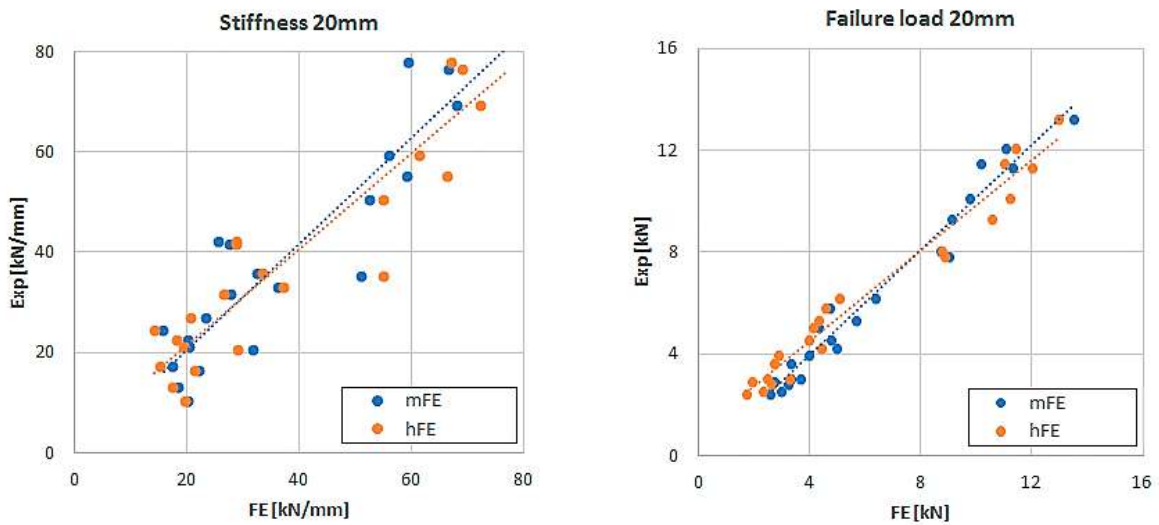 Stiffness 20mm
80
60
40
20
0
0 20 40 60 80
Exp [kN/mm]
FE [kN/mm]
mFE
hFE
Failure load 20mm
16
12
8
4
0
0 4 8 12 16
Exp [kN]
FE [kN]
mFE
hFE